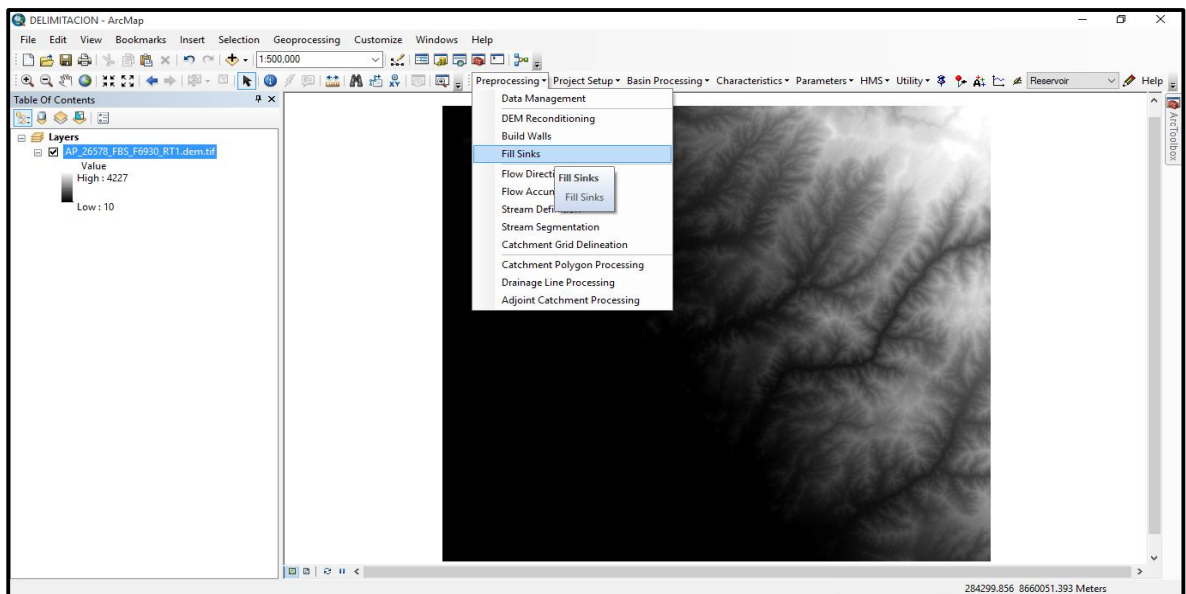 DELIMITACION - ArcMap
File Edit View Bookmarks Insert Selection Geoprocessing Customize Windows Help
1:500,000
Preprocessing Project Setup Basin Processing Characteristics Parameters HMS Utility Reservoir Help
Table Of Contents
Layers
AP_26578_FBS_F6930_RT1.dem.tif
Value
High : 4227
Low : 10
Data Management
DEM Reconditioning
Build Walls
Fill Sinks
Flow Directi
Fill Sinks
Flow Accun
Fill Sinks
Stream Defi
Stream Segmentation
Catchment Grid Delineation
Catchment Polygon Processing
Drainage Line Processing
Adjoint Catchment Processing
ArcToolbox
284299.856 8660051.393 Meters